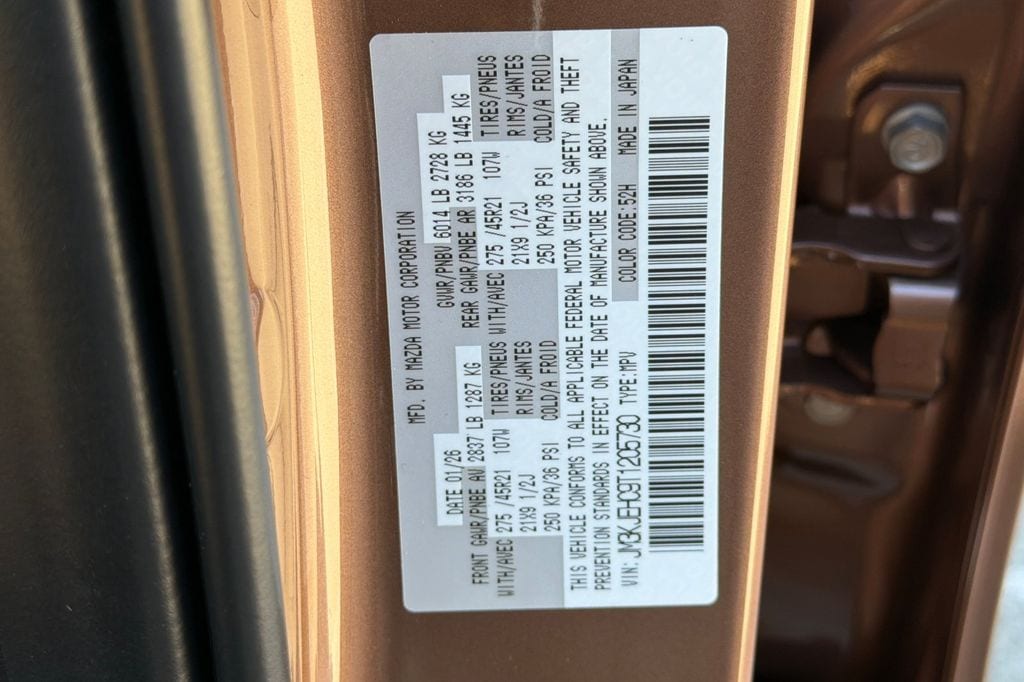 MFD. BY MAZDA MOTOR CORPORATION
DATE 01/26 GVWR/PNBV 6014 LB 2728 KG
FRONT GAWR/PNBE AV 2837 LB 1287 KG REAR GAWR/PNBE AR 3186 LB 1445 KG
WITH/AVEC 275 /45R21 107W TIRES/PNEUS WITH/AVEC 275 /45R21 107W TIRES/PNEUS
21X9 1/2J RIMS/JANTES 21X9 1/2J RIMS/JANTES
250 KPA/36 PSI COLD/A FROID 250 KPA/36 PSI COLD/A FROID
THIS VEHICLE CONFORMS TO ALL APPLICABLE FEDERAL MOTOR VEHICLE SAFETY AND THEFT
PREVENTION STANDARDS IN EFFECT ON THE DATE OF MANUFACTURE SHOWN ABOVE.
VIN: JM3KJEHC9T1205730 TYPE:MPV COLOR CODE:52H MADE IN JAPAN